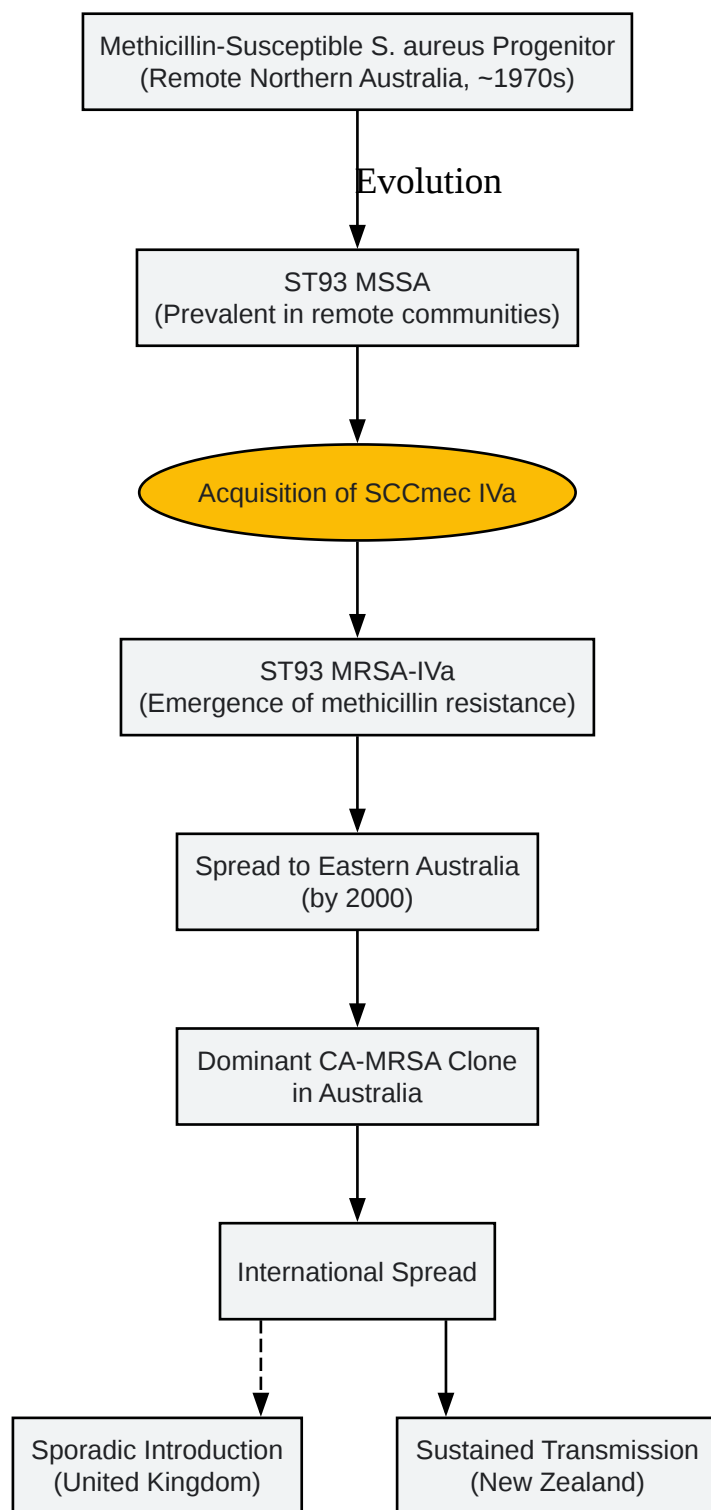 Methicillin-Susceptible S. aureus Progenitor
(Remote Northern Australia, ~1970s)
Evolution
ST93 MSSA
(Prevalent in remote communities)
Acquisition of SCCmec IVa
ST93 MRSA-IVa
(Emergence of methicillin resistance)
Spread to Eastern Australia
(by 2000)
Dominant CA-MRSA Clone
in Australia
International Spread
Sporadic Introduction
(United Kingdom)
Sustained Transmission
(New Zealand)